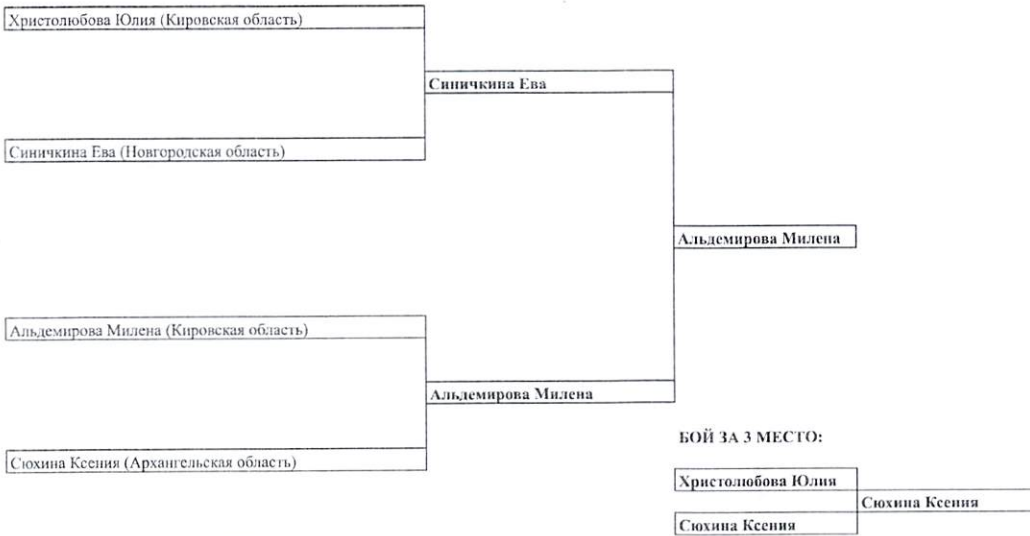 Христолюбова Юлия (Кировская область)
Синичкина Ева
Синичкина Ева (Новгородская область)
Альдемирова Милена
Альдемирова Милена (Кировская область)
Альдемирова Милена
Сюхина Ксения (Архангельская область)
БОЙ ЗА 3 МЕСТО:
Христолюбова Юлия
Сюхина Ксения
Сюхина Ксения